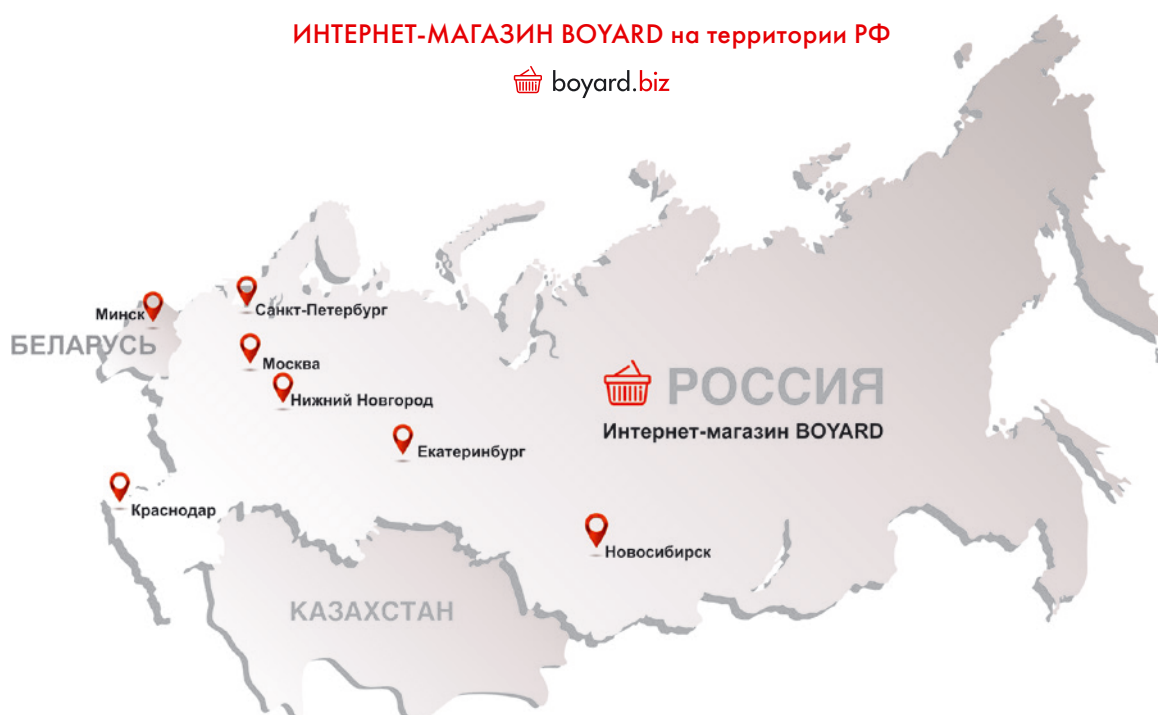 ИНТЕРНЕТ-МАГАЗИН BOYARD на территории РФ
boyard.biz
Минск
Санкт-Петербург
БЕЛАРУСЬ
Москва
Нижний Новгород
РОССИЯ
Интернет-магазин BOYARD
Екатеринбург
Краснодар
Новосибирск
КАЗАХСТАН